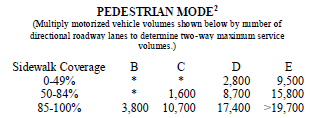 PEDESTRIAN MODE²
(Multiply motorized vehicle volumes shown below by number of
directional roadway lanes to determine two-way maximum service
volumes.)
Sidewalk Coverage B C D E
0-49% * * 2,800 9,500
50-84% * 1,600 8,700 15,800
85-100% 3,800 10,700 17,400 >19,700